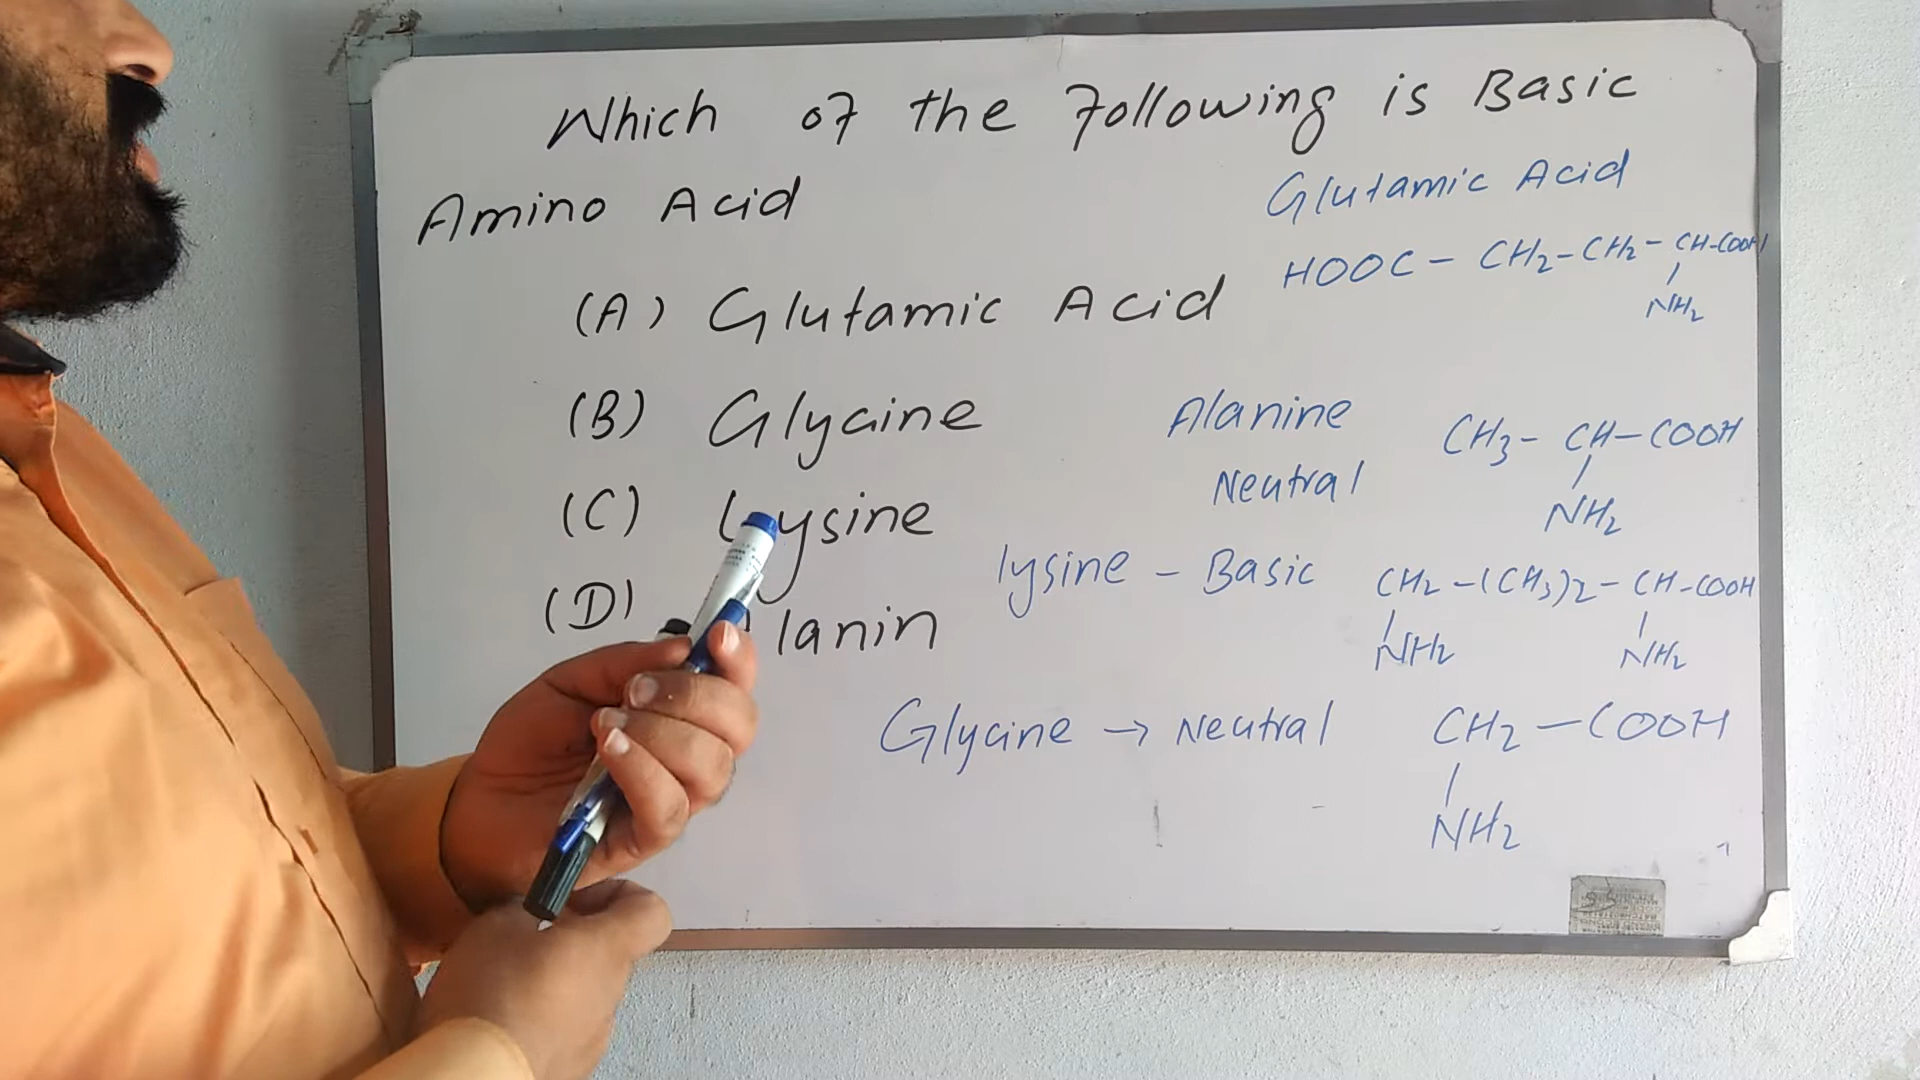 Which of the following is Basic
Amino Acid
Glutamic Acid
HOOC - CH2-CH2- CH-COOH
NH2
(A) Glutamic Acid
(B) Glycine
Alanine
Neutral
CH3- CH-COOH
NH2
(C) Lysine
lysine - Basic CH2-(CH3)2- CH-COOH
NH2 NH2
(D) Alanin
Glycine → Neutral CH2-COOH
NH2